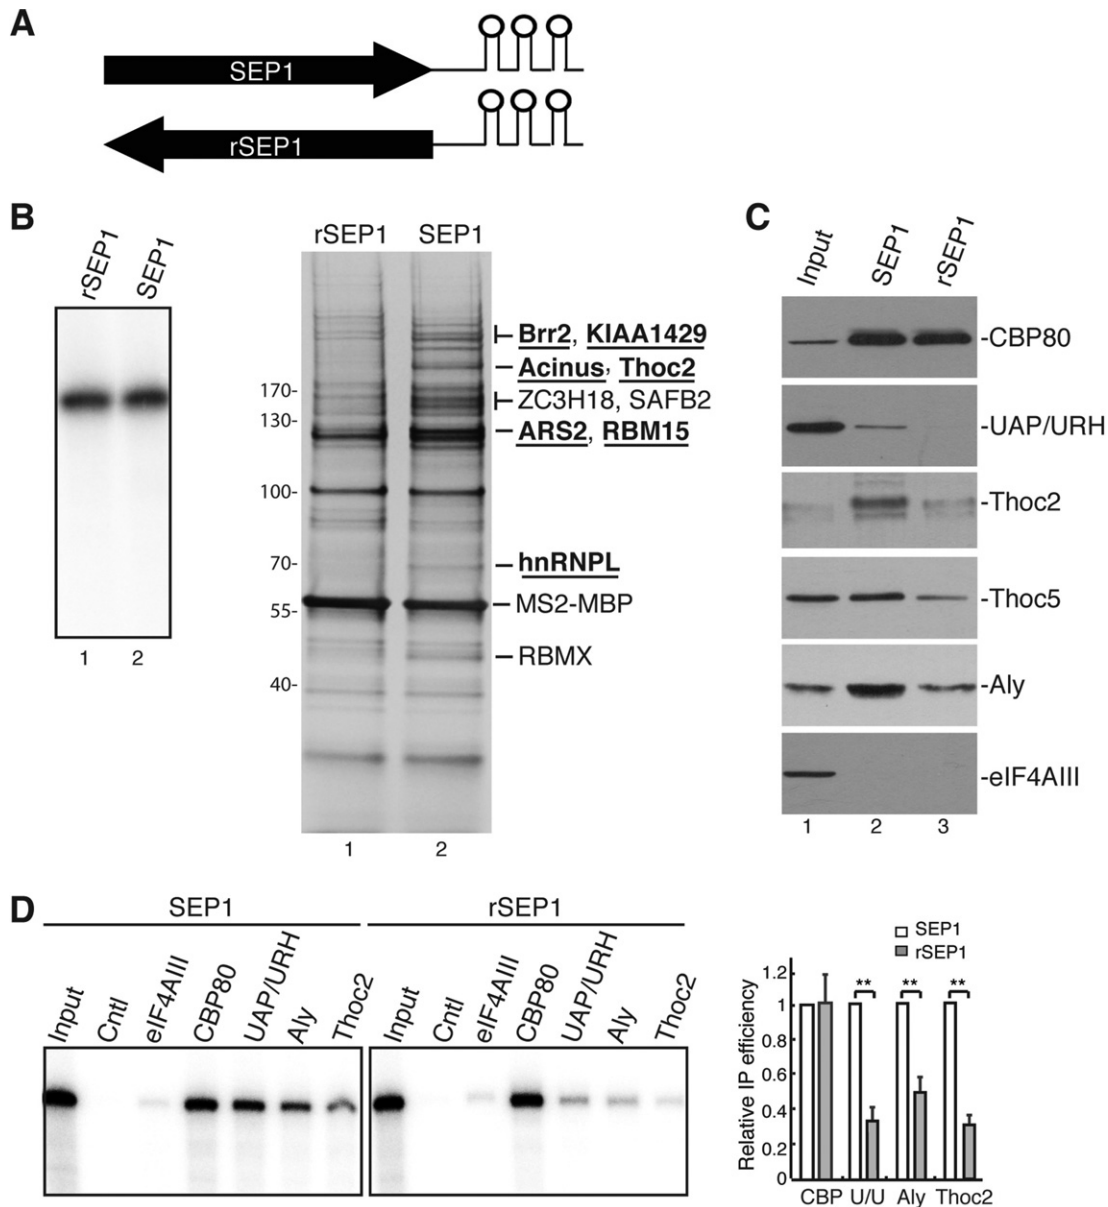 A
SEP1
rSEP1
B
rSEP1
SEP1
1
2
rSEP1
SEP1
170-
130-
100-
70-
55-
40-
Brr2, KIAA1429
Acinus, Thoc2
ZC3H18, SAFB2
ARS2, RBM15
hnRNPL
MS2-MBP
RBMX
1
2
C
Input
SEP1
rSEP1
-CBP80
-UAP/URH
-Thoc2
-Thoc5
-Aly
-eIF4AIII
1
2
3
D
SEP1
rSEP1
Input
Cntl
eIF4AIII
CBP80
UAP/URH
Aly
Thoc2
Input
Cntl
eIF4AIII
CBP80
UAP/URH
Aly
Thoc2
SEP1
rSEP1
Relative IP efficiency
1.2
1
0.8
0.6
0.4
0.2
0
**
**
**
CBP
U/U
Aly
Thoc2